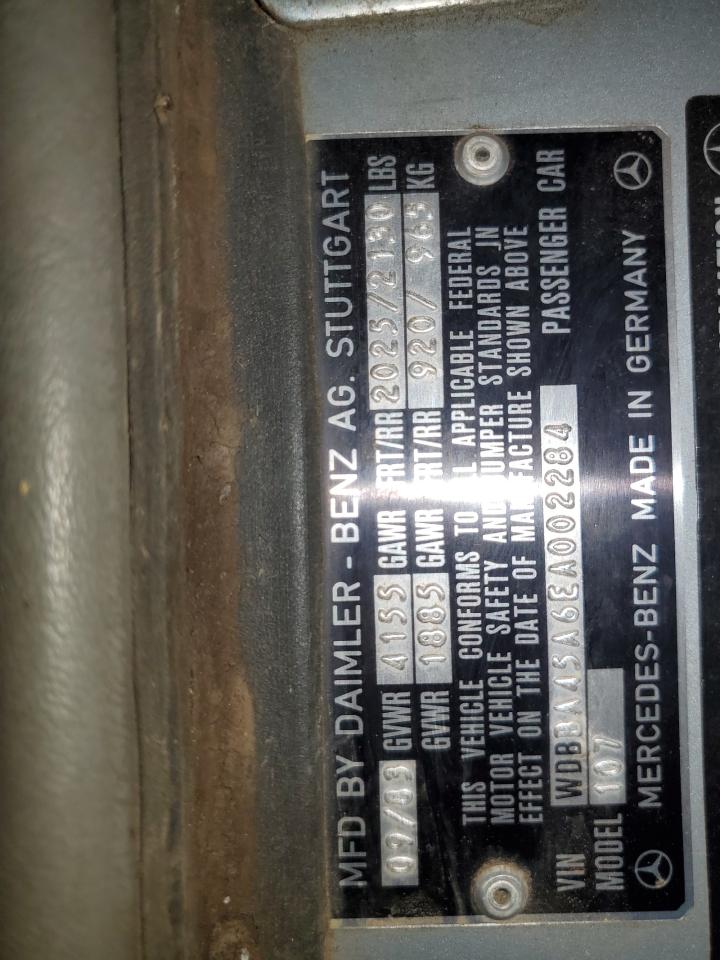 MFD BY DAIMLER - BENZ AG. STUTTGART
09/83 GVWR 4155 GAWR FRT/RR 2025/2130 LBS
GVWR 1885 GAWR FRT/RR 920/ 965 KG
THIS VEHICLE CONFORMS TO ALL APPLICABLE FEDERAL
MOTOR VEHICLE SAFETY AND BUMPER STANDARDS IN
EFFECT ON THE DATE OF MANUFACTURE SHOWN ABOVE
VIN WDBBA45A6EA002284 PASSENGER CAR
MODEL 107
MERCEDES-BENZ MADE IN GERMANY